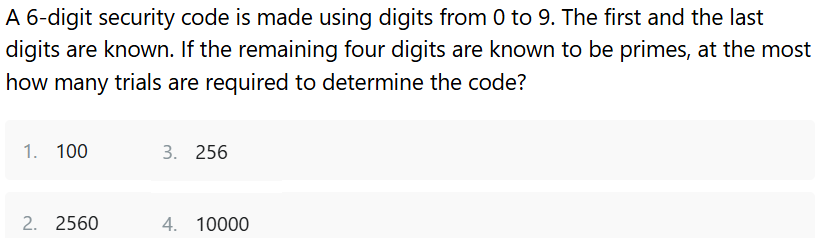 A 6-digit security code is made using digits from 0 to 9. The first and the last
digits are known. If the remaining four digits are known to be primes, at the most
how many trials are required to determine the code?
1. 100 3. 256
2. 2560 4. 10000